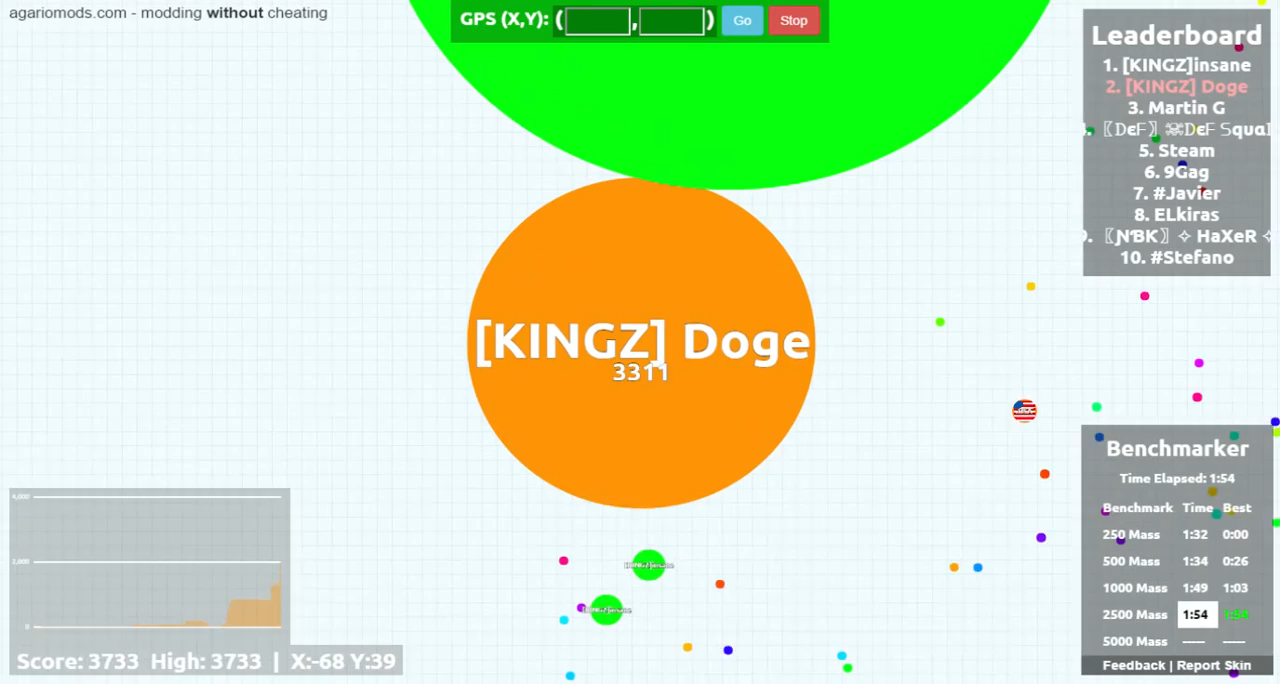 agariomods.com - modding without cheating
GPS (X,Y): ( , ) Go Stop
Leaderboard
1. [KINGZ]insane
2. [KINGZ] Doge
3. Martin G
5. Steam
6. 9Gag
7. #Javier
8. ELkiras
10. #Stefano
[KINGZ] Doge
3311
Benchmarker
Time Elapsed: 1:54
Benchmark Time Best
250 Mass 1:32 0:00
500 Mass 1:34 0:26
1000 Mass 1:49 1:03
2500 Mass 1:54 1:54
5000 Mass ----- -----
Feedback | Report Skin
4,000
2,000
0
Score: 3733 High: 3733 | X:-68 Y:39